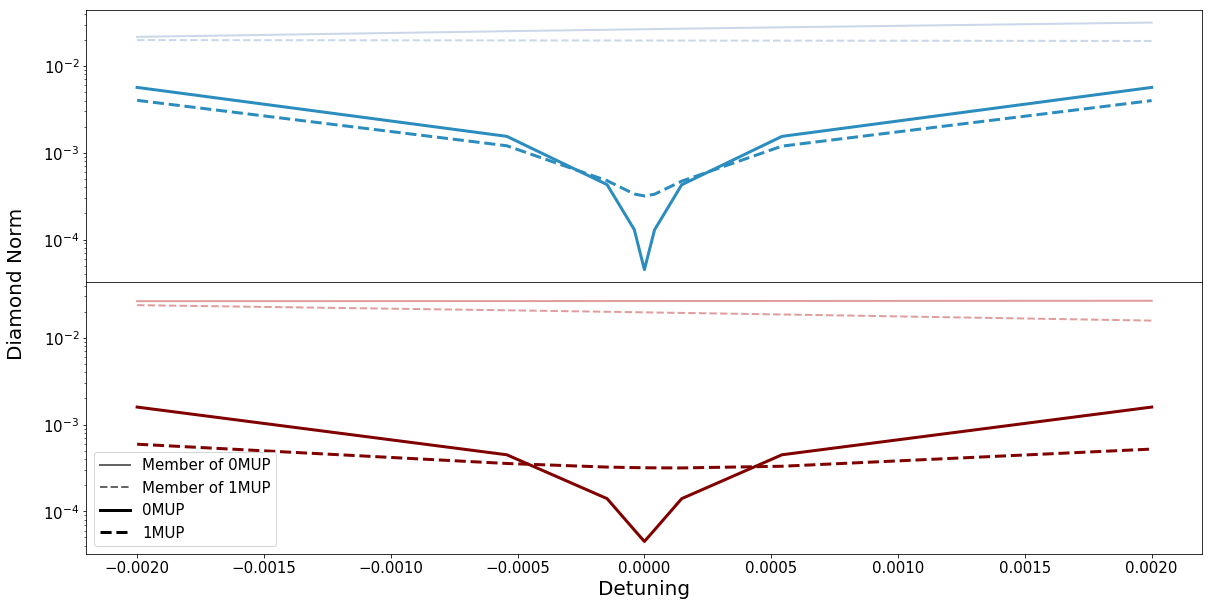 Diamond Norm
10⁻²
10⁻³
10⁻⁴
10⁻²
10⁻³
10⁻⁴
Member of 0MUP
Member of 1MUP
0MUP
1MUP
−0.0020 −0.0015 −0.0010 −0.0005 0.0000 0.0005 0.0010 0.0015 0.0020
Detuning